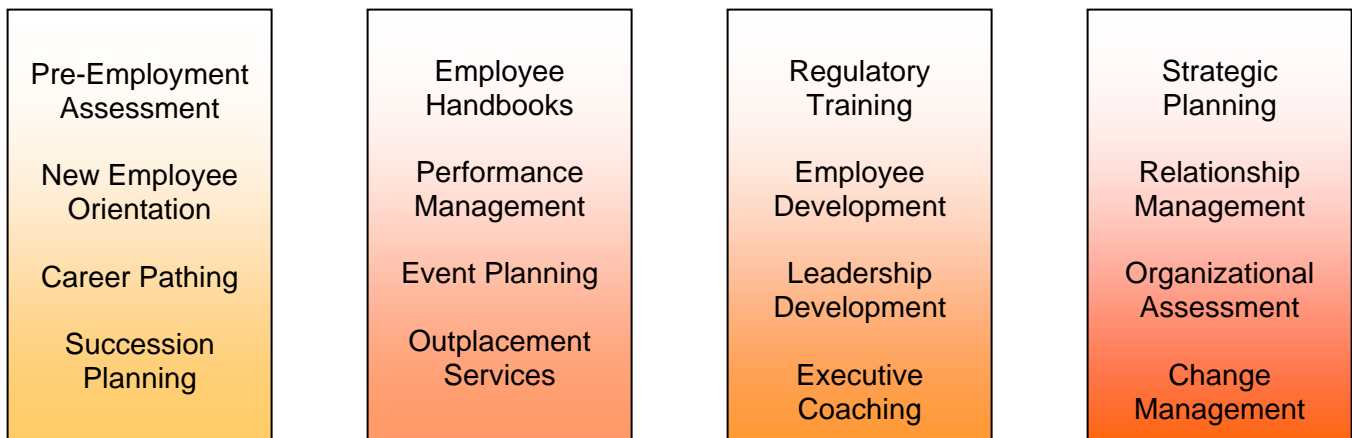 Pre-Employment
Assessment
New Employee
Orientation
Career Pathing
Succession
Planning
Employee
Handbooks
Performance
Management
Event Planning
Outplacement
Services
Regulatory
Training
Employee
Development
Leadership
Development
Executive
Coaching
Strategic
Planning
Relationship
Management
Organizational
Assessment
Change
Management